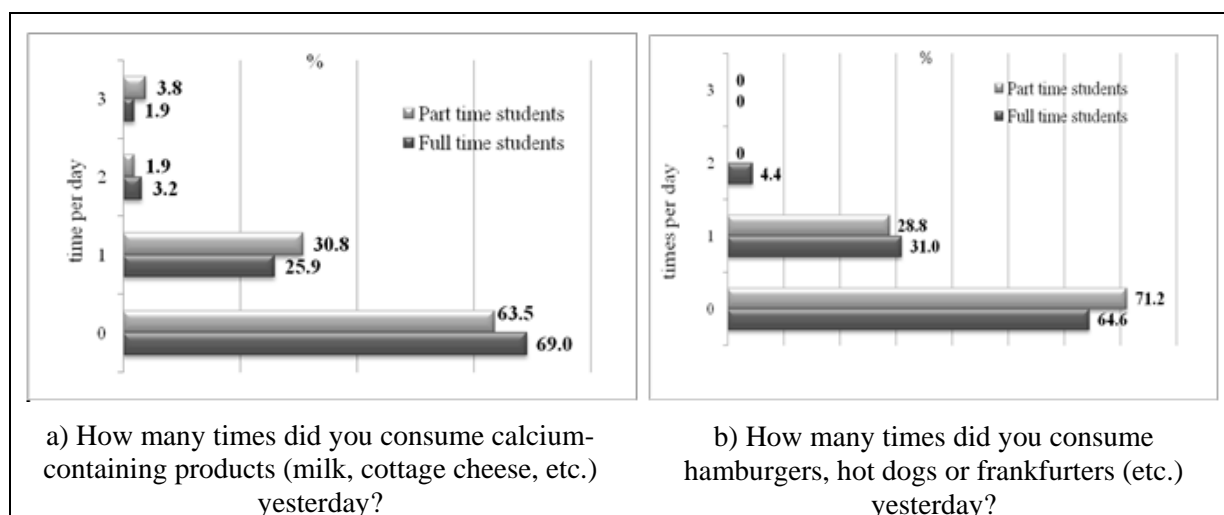 %
3
3.8
1.9
Part time students
Full time students
2
1.9
3.2
time per day
1
30.8
25.9
0
63.5
69.0
a) How many times did you consume calcium-
containing products (milk, cottage cheese, etc.)
yesterday?
%
3
0
0
Part time students
Full time students
2
0
4.4
times per day
1
28.8
31.0
0
71.2
64.6
b) How many times did you consume
hamburgers, hot dogs or frankfurters (etc.)
yesterday?